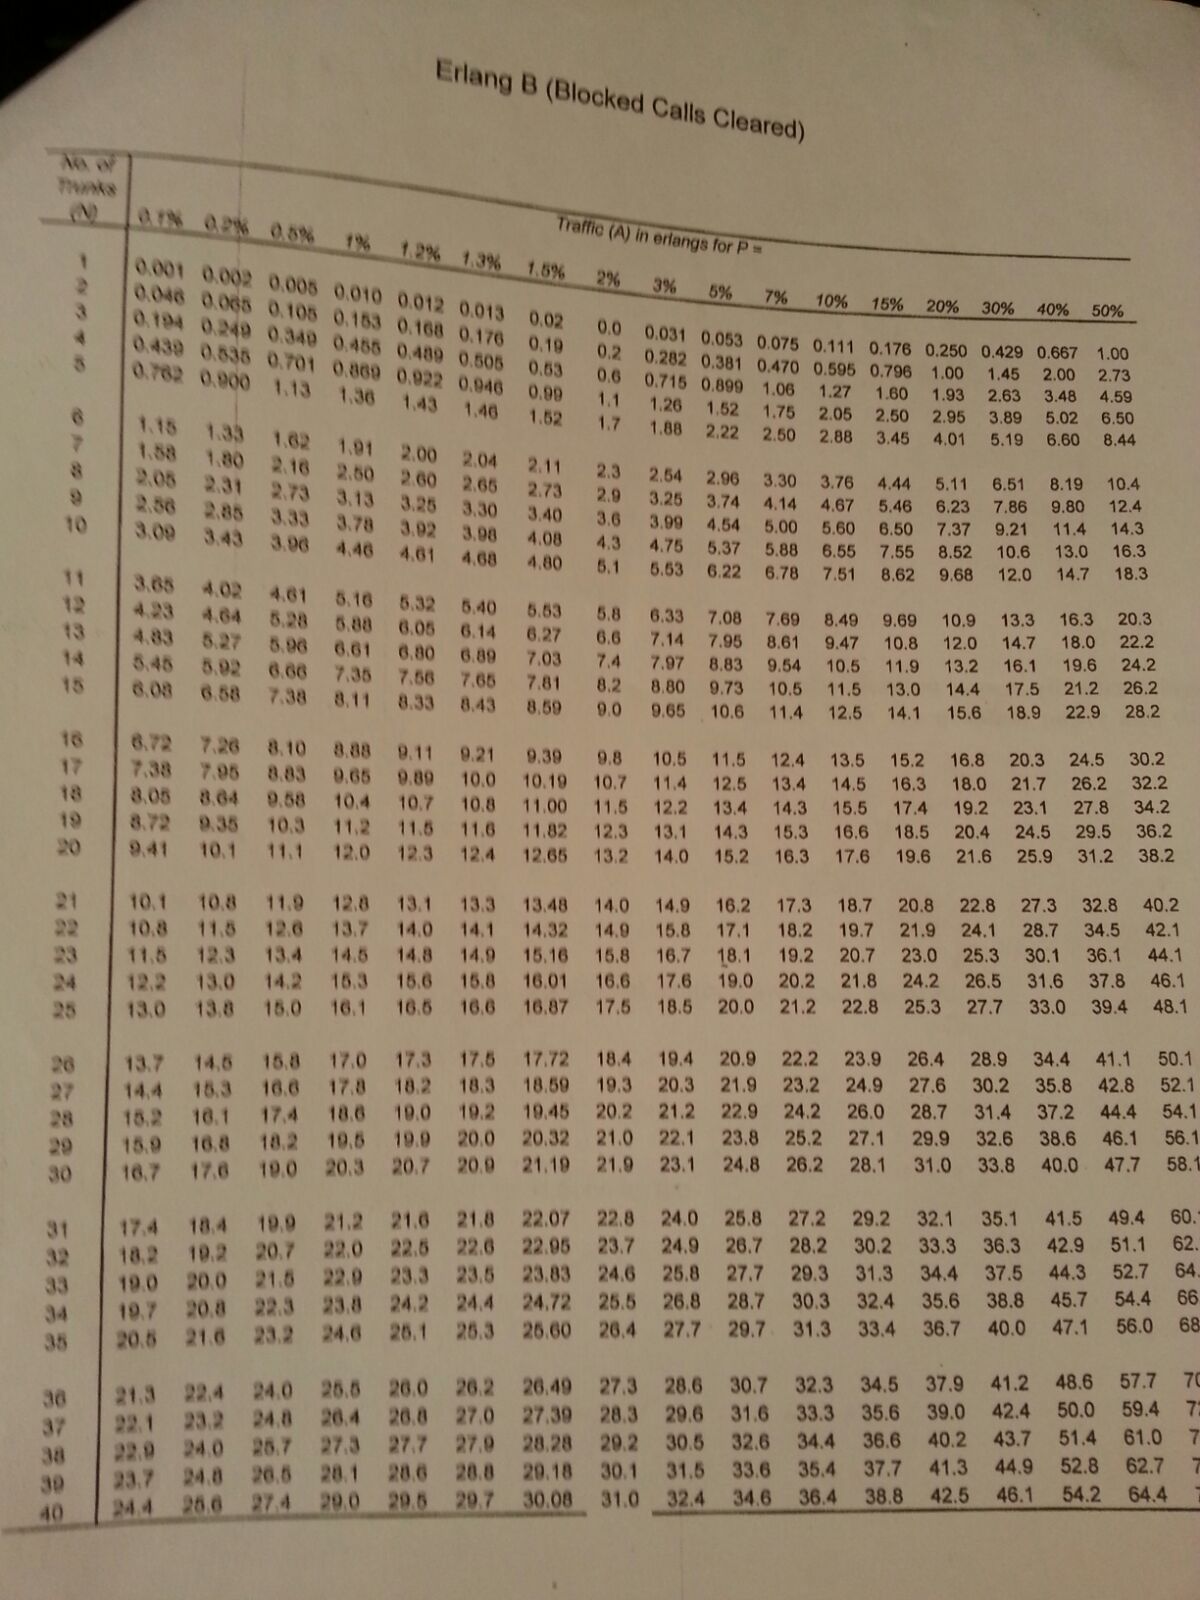 Erlang B (Blocked Calls Cleared)
No. of
Trunks
(N)
Traffic (A) in erlangs for P =
0.1% 0.2% 0.5% 1% 1.2% 1.3% 1.5% 2% 3% 5% 7% 10% 15% 20% 30% 40% 50%
1 0.001 0.002 0.005 0.010 0.012 0.013 0.02 0.0 0.031 0.053 0.075 0.111 0.176 0.250 0.429 0.667 1.00
2 0.046 0.065 0.105 0.153 0.168 0.176 0.19 0.2 0.282 0.381 0.470 0.595 0.796 1.00 1.45 2.00 2.73
3 0.194 0.249 0.349 0.455 0.489 0.505 0.53 0.6 0.715 0.899 1.06 1.27 1.60 1.93 2.63 3.48 4.59
4 0.439 0.535 0.701 0.869 0.922 0.946 0.99 1.1 1.26 1.52 1.75 2.05 2.50 2.95 3.89 5.02 6.50
5 0.762 0.900 1.13 1.36 1.43 1.46 1.52 1.7 1.88 2.22 2.50 2.88 3.45 4.01 5.19 6.60 8.44
6 1.15 1.33 1.62 1.91 2.00 2.04 2.11 2.3 2.54 2.96 3.30 3.76 4.44 5.11 6.51 8.19 10.4
7 1.58 1.80 2.16 2.50 2.60 2.65 2.73 2.9 3.25 3.74 4.14 4.67 5.46 6.23 7.86 9.80 12.4
8 2.05 2.31 2.73 3.13 3.25 3.30 3.40 3.6 3.99 4.54 5.00 5.60 6.50 7.37 9.21 11.4 14.3
9 2.56 2.85 3.33 3.78 3.92 3.98 4.08 4.3 4.75 5.37 5.88 6.55 7.55 8.52 10.6 13.0 16.3
10 3.09 3.43 3.96 4.46 4.61 4.68 4.80 5.1 5.53 6.22 6.78 7.51 8.62 9.68 12.0 14.7 18.3
11 3.65 4.02 4.61 5.16 5.32 5.40 5.53 5.8 6.33 7.08 7.69 8.49 9.69 10.9 13.3 16.3 20.3
12 4.23 4.64 5.28 5.88 6.05 6.14 6.27 6.6 7.14 7.95 8.61 9.47 10.8 12.0 14.7 18.0 22.2
13 4.83 5.27 5.96 6.61 6.80 6.89 7.03 7.4 7.97 8.83 9.54 10.5 11.9 13.2 16.1 19.6 24.2
14 5.45 5.92 6.66 7.35 7.56 7.65 7.81 8.2 8.80 9.73 10.5 11.5 13.0 14.4 17.5 21.2 26.2
15 6.08 6.58 7.38 8.11 8.33 8.43 8.59 9.0 9.65 10.6 11.4 12.5 14.1 15.6 18.9 22.9 28.2
16 6.72 7.26 8.10 8.88 9.11 9.21 9.39 9.8 10.5 11.5 12.4 13.5 15.2 16.8 20.3 24.5 30.2
17 7.38 7.95 8.83 9.65 9.89 10.0 10.19 10.7 11.4 12.5 13.4 14.5 16.3 18.0 21.7 26.2 32.2
18 8.05 8.64 9.58 10.4 10.7 10.8 11.00 11.5 12.2 13.4 14.3 15.5 17.4 19.2 23.1 27.8 34.2
19 8.72 9.35 10.3 11.2 11.5 11.6 11.82 12.3 13.1 14.3 15.3 16.6 18.5 20.4 24.5 29.5 36.2
20 9.41 10.1 11.1 12.0 12.3 12.4 12.65 13.2 14.0 15.2 16.3 17.6 19.6 21.6 25.9 31.2 38.2
21 10.1 10.8 11.9 12.8 13.1 13.3 13.48 14.0 14.9 16.2 17.3 18.7 20.8 22.8 27.3 32.8 40.2
22 10.8 11.5 12.6 13.7 14.0 14.1 14.32 14.9 15.8 17.1 18.2 19.7 21.9 24.1 28.7 34.5 42.1
23 11.5 12.3 13.4 14.5 14.8 14.9 15.16 15.8 16.7 18.1 19.2 20.7 23.0 25.3 30.1 36.1 44.1
24 12.2 13.0 14.2 15.3 15.6 15.8 16.01 16.6 17.6 19.0 20.2 21.8 24.2 26.5 31.6 37.8 46.1
25 13.0 13.8 15.0 16.1 16.5 16.6 16.87 17.5 18.5 20.0 21.2 22.8 25.3 27.7 33.0 39.4 48.1
26 13.7 14.5 15.8 17.0 17.3 17.5 17.72 18.4 19.4 20.9 22.2 23.9 26.4 28.9 34.4 41.1 50.1
27 14.4 15.3 16.6 17.8 18.2 18.3 18.59 19.3 20.3 21.9 23.2 24.9 27.6 30.2 35.8 42.8 52.1
28 15.2 16.1 17.4 18.6 19.0 19.2 19.45 20.2 21.2 22.9 24.2 26.0 28.7 31.4 37.2 44.4 54.1
29 15.9 16.8 18.2 19.5 19.9 20.0 20.32 21.0 22.1 23.8 25.2 27.1 29.9 32.6 38.6 46.1 56.1
30 16.7 17.6 19.0 20.3 20.7 20.9 21.19 21.9 23.1 24.8 26.2 28.1 31.0 33.8 40.0 47.7 58.1
31 17.4 18.4 19.9 21.2 21.6 21.8 22.07 22.8 24.0 25.8 27.2 29.2 32.1 35.1 41.5 49.4 60.
32 18.2 19.2 20.7 22.0 22.5 22.6 22.95 23.7 24.9 26.7 28.2 30.2 33.3 36.3 42.9 51.1 62.
33 19.0 20.0 21.5 22.9 23.3 23.5 23.83 24.6 25.8 27.7 29.3 31.3 34.4 37.5 44.3 52.7 64.
34 19.7 20.8 22.3 23.8 24.2 24.4 24.72 25.5 26.8 28.7 30.3 32.4 35.6 38.8 45.7 54.4 66
35 20.5 21.6 23.2 24.6 25.1 25.3 25.60 26.4 27.7 29.7 31.3 33.4 36.7 40.0 47.1 56.0 68
36 21.3 22.4 24.0 25.5 26.0 26.2 26.49 27.3 28.6 30.7 32.3 34.5 37.9 41.2 48.6 57.7 70
37 22.1 23.2 24.8 26.4 26.8 27.0 27.39 28.3 29.6 31.6 33.3 35.6 39.0 42.4 50.0 59.4 7
38 22.9 24.0 25.7 27.3 27.7 27.9 28.28 29.2 30.5 32.6 34.4 36.6 40.2 43.7 51.4 61.0 7
39 23.7 24.8 26.5 28.1 28.6 28.8 29.18 30.1 31.5 33.6 35.4 37.7 41.3 44.9 52.8 62.7
40 24.4 25.6 27.4 29.0 29.5 29.7 30.08 31.0 32.4 34.6 36.4 38.8 42.5 46.1 54.2 64.4